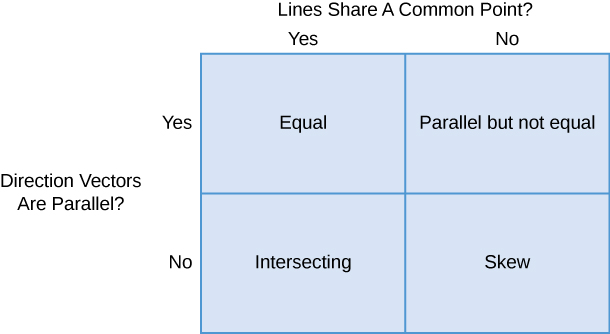 Lines Share A Common Point?
Yes No
Yes Equal Parallel but not equal
Direction Vectors
Are Parallel?
No Intersecting Skew